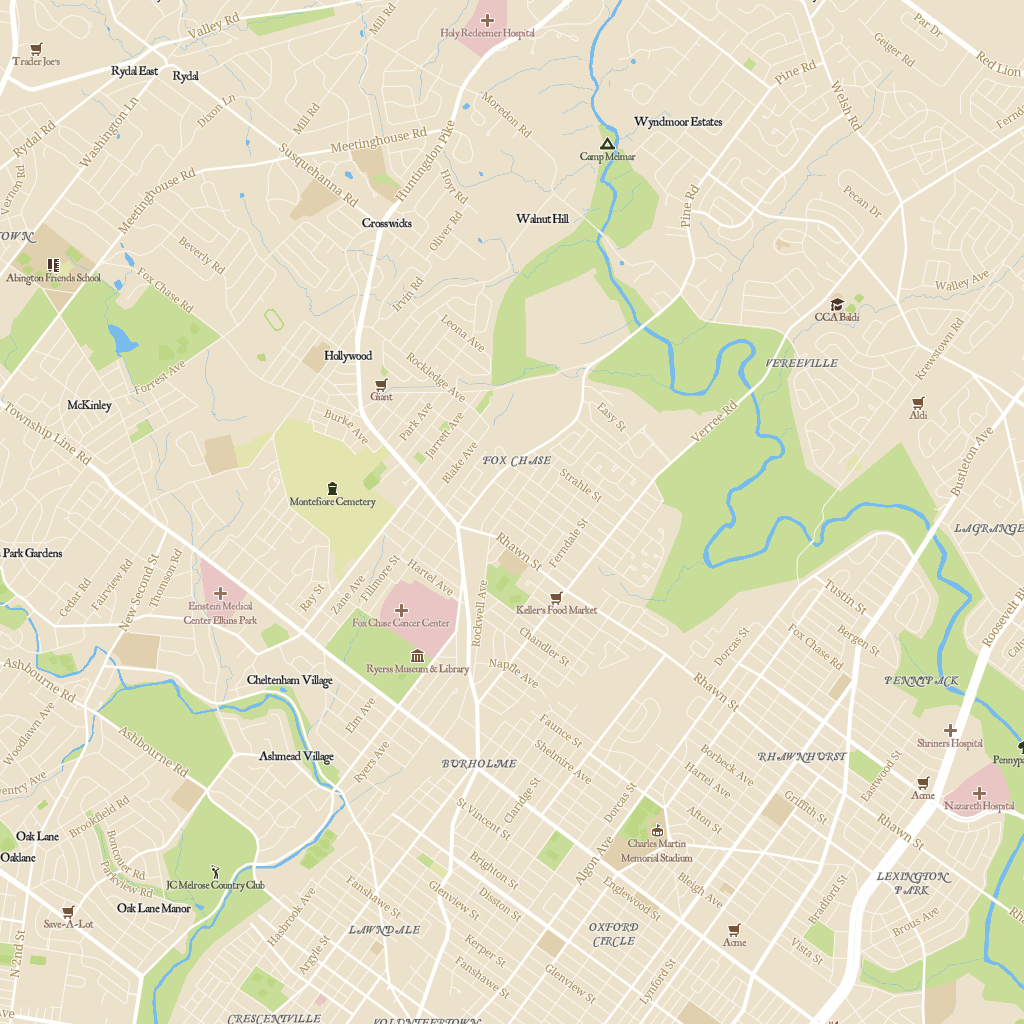 Mill Rd
Valley Rd
Holy Redeemer Hospital
Par Dr
Geiger Rd
Red Lion
Trader Joe's
Rydal East
Rydal
Pine Rd
Welsh Rd
Dixon Ln
Mill Rd
Moredon Rd
Wyndmoor Estates
Rydal Rd
Washington Ln
Meetinghouse Rd
Huntingdon Pike
Camp Melmar
Vernon Rd
Susquehanna Rd
Meetinghouse Rd
Hoyt Rd
Pine Rd
Pecan Dr
Crosswicks
Walnut Hill
Oliver Rd
TOWN
Beverly Rd
Abington Friends School
Fox Chase Rd
Irvin Rd
Walley Ave
CCA Baldi
Leona Ave
Krewstown Rd
Hollywood
Forrest Ave
Rockledge Ave
VEREEVILLE
Giant
McKinley
Township Line Rd
Burke Ave
Park Ave
Jarrett Ave
Easy St
Verree Rd
Aldi
Blake Ave
FOX CHASE
Bustleton Ave
Strahle St
Montefiore Cemetery
LAGRANGE
Park Gardens
Rhawn St
Ferndale St
New Second St
Thomson Rd
Fairview Rd
Cedar Rd
Ray St
Zane Ave
Fillmore St
Hartel Ave
Rockwell Ave
Einstein Medical
Center Elkins Park
Fox Chase Cancer Center
Keller's Food Market
Tustin St
Roosevelt Bl
Bergen St
Fox Chase Rd
Chandler St
Dorcas St
Ryerss Museum & Library
Napfle Ave
Ashbourne Rd
Cheltenham Village
Rhawn St
PENNYPACK
Elm Ave
Woodlawn Ave
Faunce St
Ashbourne Rd
Ashmead Village
Ryers Ave
Shelmire Ave
BURHOLME
Borbeck Ave
RHAWNHURST
Shriners Hospital
Hartel Ave
Eastwood St
Acme
Nazareth Hospital
Claridge St
St Vincent St
Dorcas St
Griffith St
Afton St
Brookfield Rd
Oak Lane
Oaklane
Charles Martin
Memorial Stadium
Rhawn St
Boncouer Rd
Parkview Rd
JC Melrose Country Club
Brighton St
Algon Ave
LEXINGTON
PARK
Oak Lane Manor
Fanshawe St
Glenview St
Disston St
Englewood St
Bleigh Ave
Bradford St
Save-A-Lot
Hasbrook Ave
LAWNDALE
OXFORD
CIRCLE
Acme
Brous Ave
N 2nd St
Argyle St
Kerper St
Fanshawe St
Glenview St
Lynford St
Vista St
CRESCENTVILLE